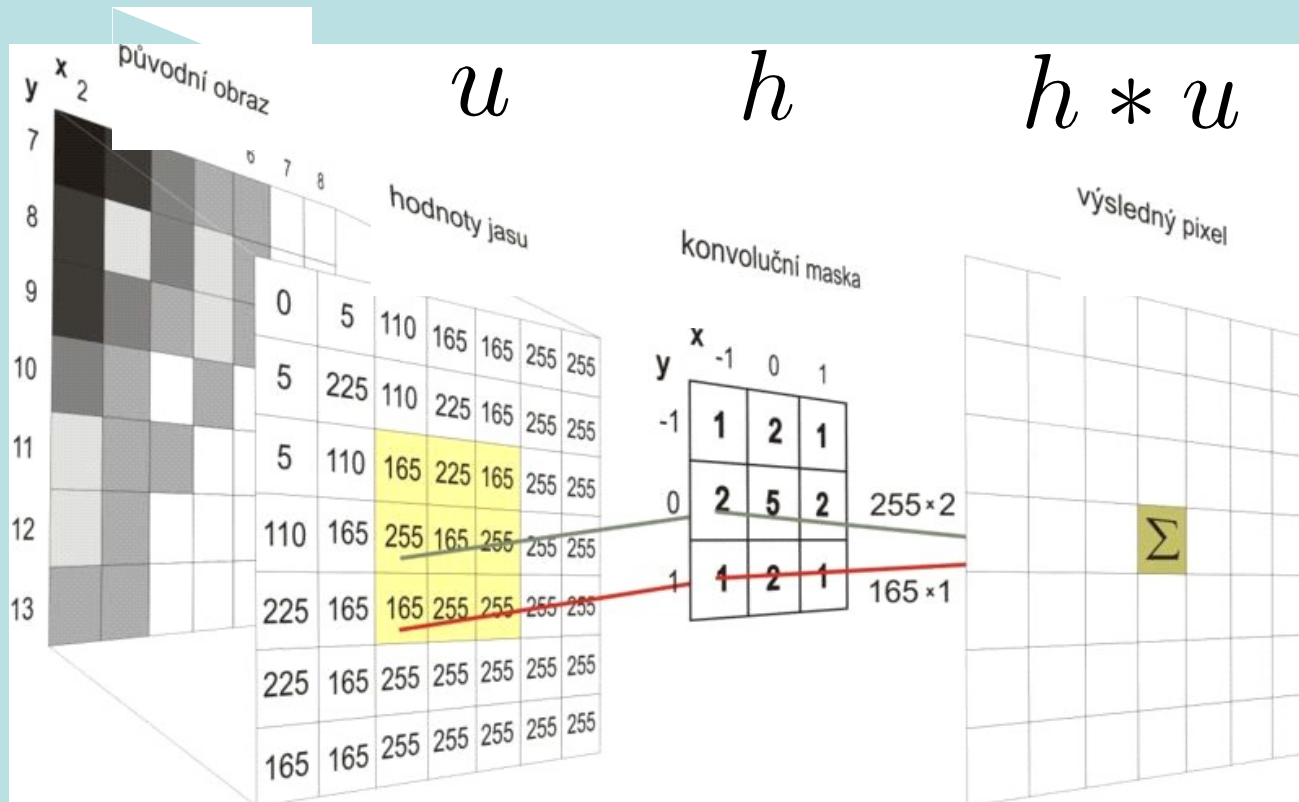 u h h ∗ u
původní obraz
x
y 2
6 7 8
7
8
9
10
11
12
13
hodnoty jasu
0 5 110 165 165 255 255
5 225 110 225 165 255 255
5 110 165 225 165 255 255
110 165 255 165 255 255 255
225 165 165 255 255 255 255
225 165 255 255 255 255 255
165 165 255 255 255 255 255
konvoluční maska
x
y -1 0 1
-1 1 2 1
0 2 5 2
1 1 2 1
255×2
165×1
výsledný pixel
Σ